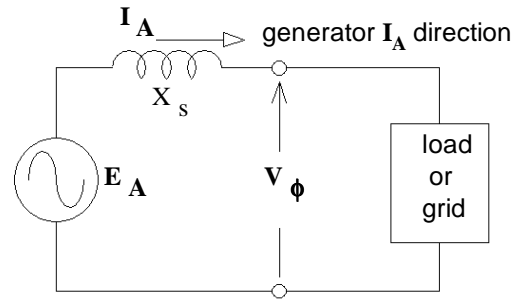 I A
generator I A direction
X S
E A
V ϕ
load
or
grid